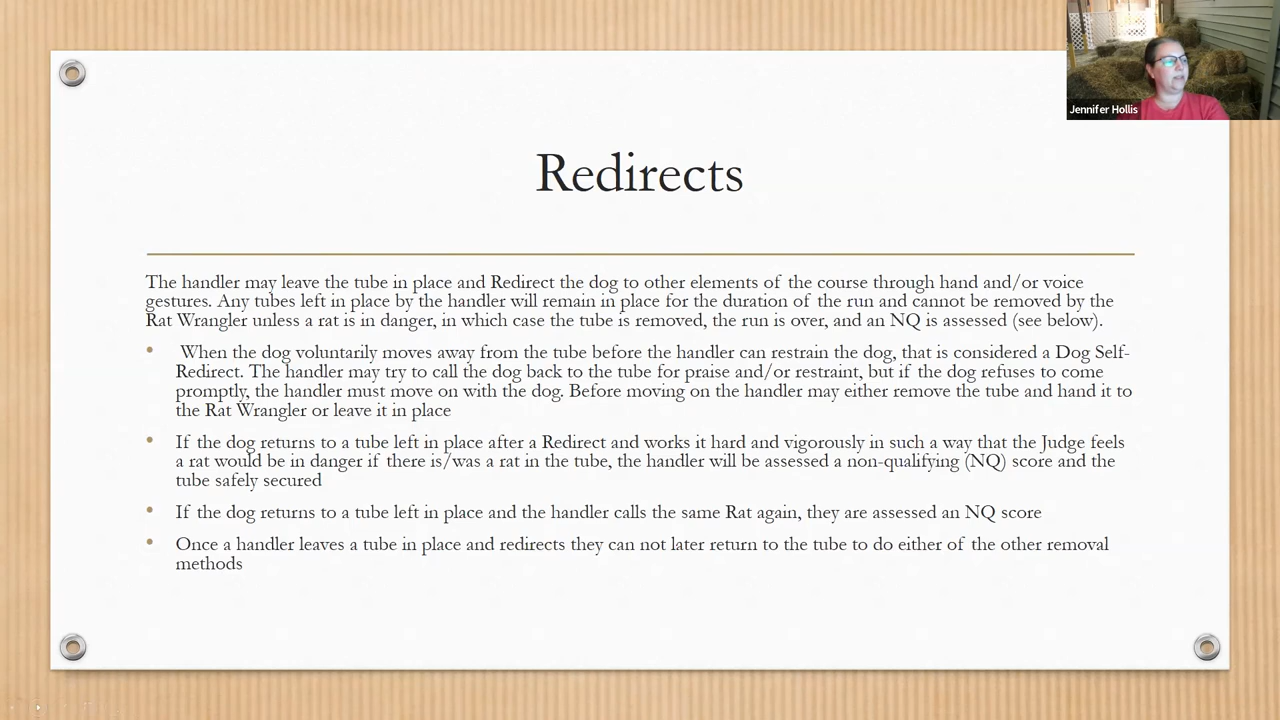 Jennifer Hollis
Redirects
The handler may leave the tube in place and Redirect the dog to other elements of the course through hand and/or voice
gestures. Any tubes left in place by the handler will remain in place for the duration of the run and cannot be removed by the
Rat Wrangler unless a rat is in danger, in which case the tube is removed, the run is over, and an NQ is assessed (see below).
• When the dog voluntarily moves away from the tube before the handler can restrain the dog, that is considered a Dog Self-
Redirect. The handler may try to call the dog back to the tube for praise and/or restraint, but if the dog refuses to come
promptly, the handler must move on with the dog. Before moving on the handler may either remove the tube and hand it to
the Rat Wrangler or leave it in place
• If the dog returns to a tube left in place after a Redirect and works it hard and vigorously in such a way that the Judge feels
a rat would be in danger if there is/was a rat in the tube, the handler will be assessed a non-qualifying (NQ) score and the
tube safely secured
• If the dog returns to a tube left in place and the handler calls the same Rat again, they are assessed an NQ score
• Once a handler leaves a tube in place and redirects they can not later return to the tube to do either of the other removal
methods